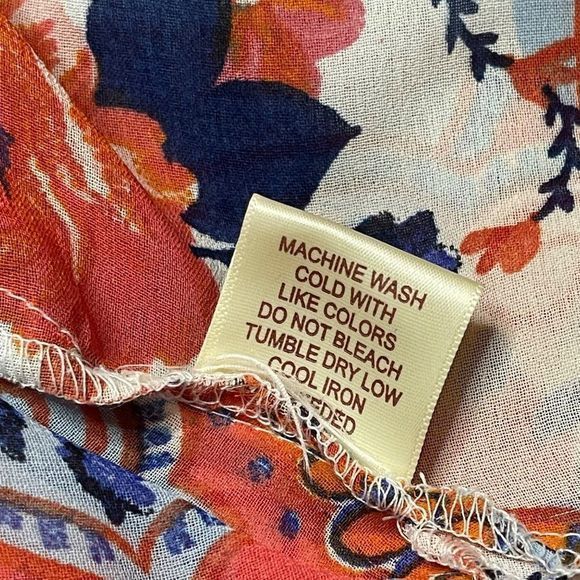 MACHINE WASH
COLD WITH
LIKE COLORS
DO NOT BLEACH
TUMBLE DRY LOW
COOL IRON